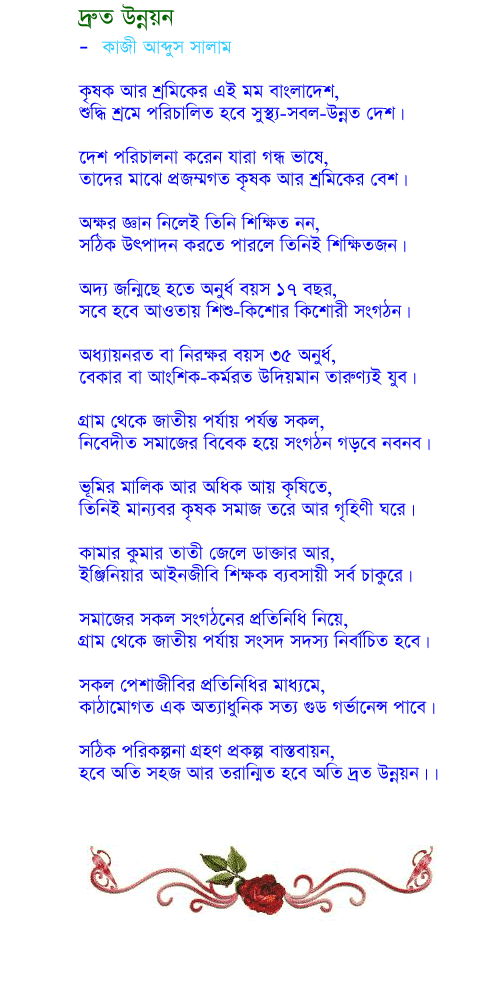 দ্রুত উন্নয়ন
- কাজী আব্দুস সালাম
কৃষক আর শ্রমিকের এই মম বাংলাদেশ,
শুদ্ধি শ্রমে পরিচালিত হবে সুস্থ্য-সবল-উন্নত দেশ।
দেশ পরিচালনা করেন যারা গন্ধ ভাষে,
তাদের মাঝে প্রজম্মগত কৃষক আর শ্রমিকের বেশ।
অক্ষর জ্ঞান নিলেই তিনি শিক্ষিত নন,
সঠিক উৎপাদন করতে পারলে তিনিই শিক্ষিতজন।
অদ্য জন্মিছে হতে অনুর্ধ বয়স ১৭ বছর,
সবে হবে আওতায় শিশু-কিশোর কিশোরী সংগঠন।
অধ্যায়নরত বা নিরক্ষর বয়স ৩৫ অনুর্ধ,
বেকার বা আংশিক-কর্মরত উদিয়মান তারুণ্যই যুব।
গ্রাম থেকে জাতীয় পর্যায় পর্যন্ত সকল,
নিবেদীত সমাজের বিবেক হয়ে সংগঠন গড়বে নবনব।
ভূমির মালিক আর অধিক আয় কৃষিতে,
তিনিই মান্যবর কৃষক সমাজ তরে আর গৃহিণী ঘরে।
কামার কুমার তাতী জেলে ডাক্তার আর,
ইঞ্জিনিয়ার আইনজীবি শিক্ষক ব্যবসায়ী সর্ব চাকুরে।
সমাজের সকল সংগঠনের প্রতিনিধি নিয়ে,
গ্রাম থেকে জাতীয় পর্যায় সংসদ সদস্য নির্বাচিত হবে।
সকল পেশাজীবির প্রতিনিধির মাধ্যমে,
কাঠামোগত এক অত্যাধুনিক সত্য গুড গর্ভানেন্স পাবে।
সঠিক পরিকল্পনা গ্রহণ প্রকল্প বাস্তবায়ন,
হবে অতি সহজ আর তরান্মিত হবে অতি দ্রত উন্নয়ন।।